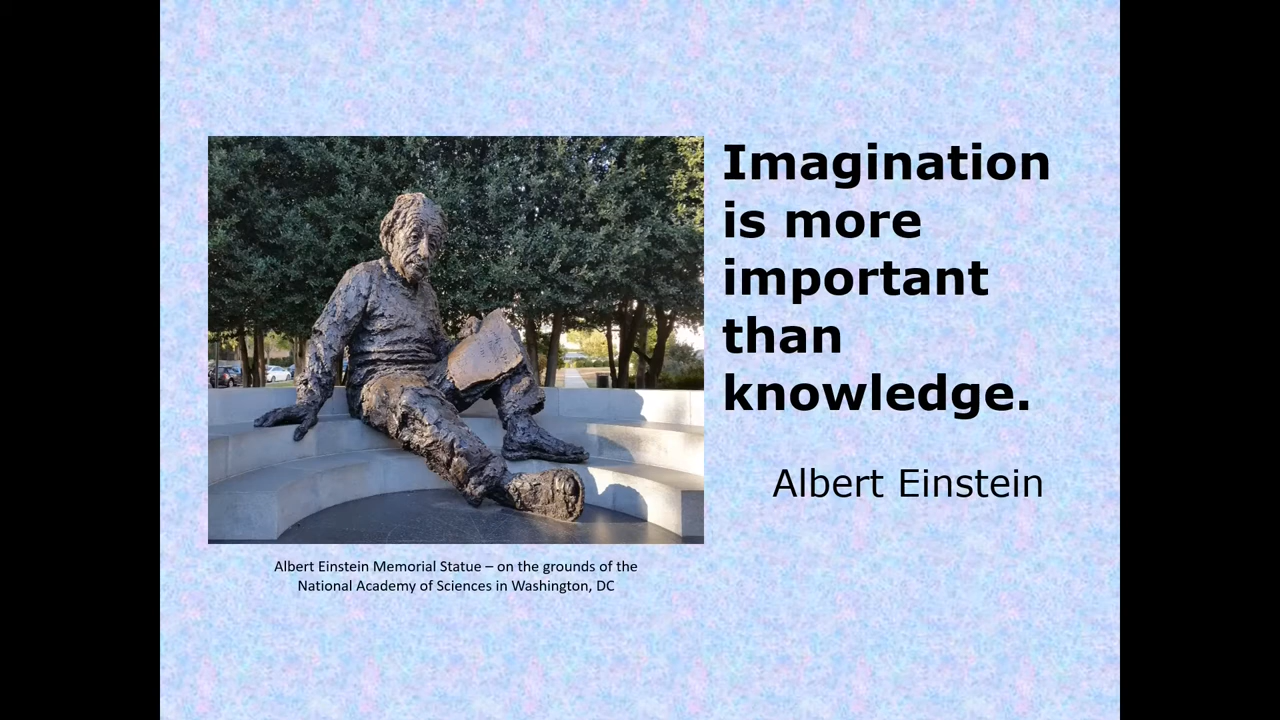 Imagination
is more
important
than
knowledge.
Albert Einstein
Albert Einstein Memorial Statue – on the grounds of the
National Academy of Sciences in Washington, DC